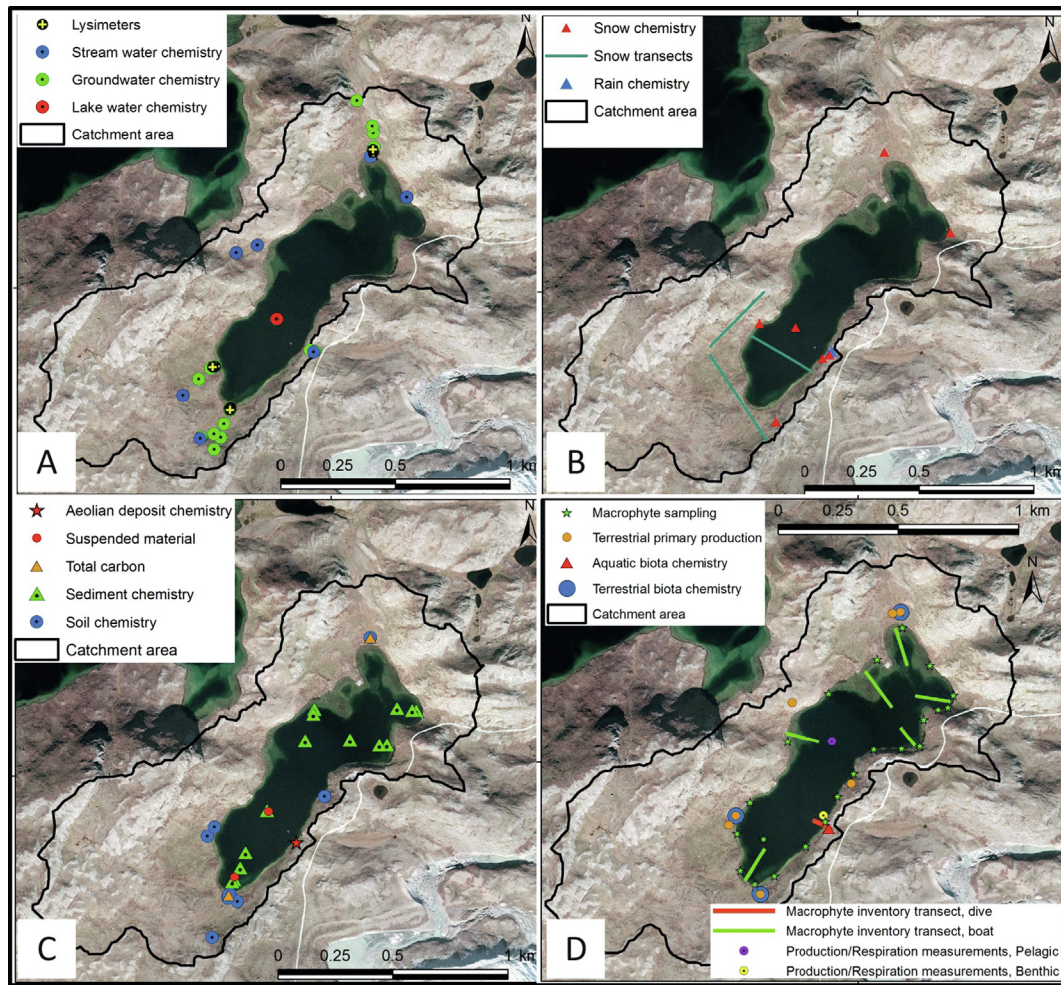 Lysimeters
Stream water chemistry
Groundwater chemistry
Lake water chemistry
Catchment area
N
A
0 0.25 0.5 1 km
Snow chemistry
Snow transects
Rain chemistry
Catchment area
N
B
0 0.25 0.5 1 km
Aeolian deposit chemistry
Suspended material
Total carbon
Sediment chemistry
Soil chemistry
Catchment area
N
C
0 0.25 0.5 1 km
Macrophyte sampling
Terrestrial primary production
Aquatic biota chemistry
Terrestrial biota chemistry
Catchment area
0 0.25 0.5 1 km
N
D
Macrophyte inventory transect, dive
Macrophyte inventory transect, boat
Production/Respiration measurements, Pelagic
Production/Respiration measurements, Benthic